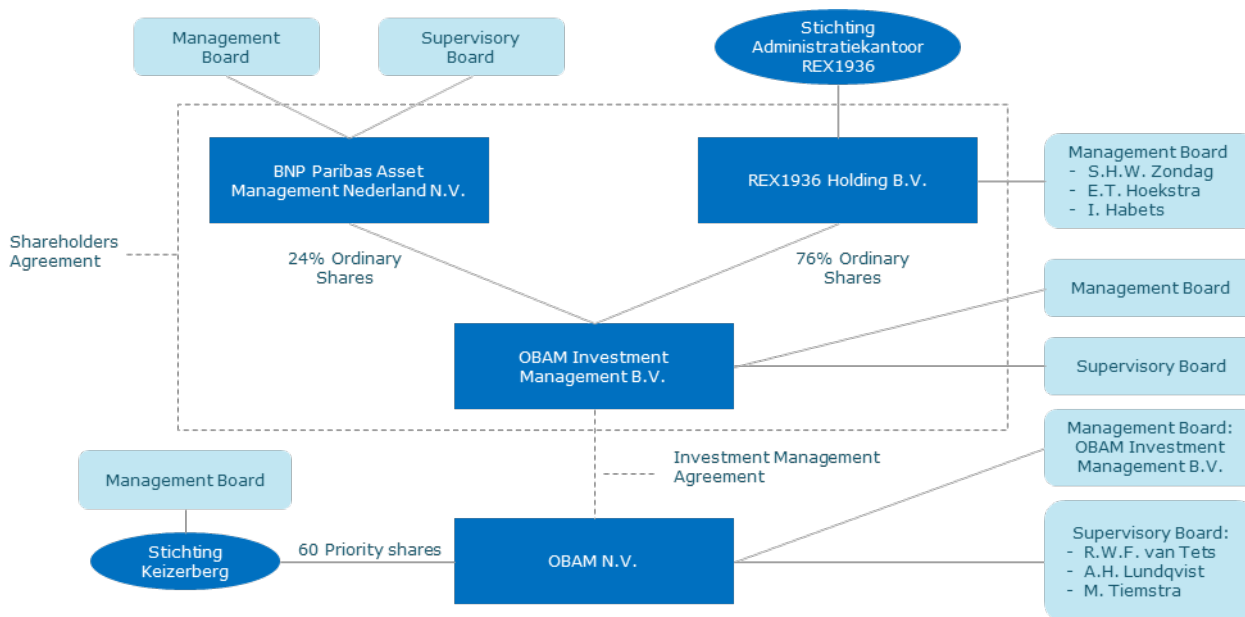 Management
Board
Supervisory
Board
Stichting
Administratiekantoor
REX1936
BNP Paribas Asset
Management Nederland N.V.
REX1936 Holding B.V.
Management Board
- S.H.W. Zondag
- E.T. Hoekstra
- I. Habets
Shareholders
Agreement
24% Ordinary
Shares
76% Ordinary
Shares
Management Board
OBAM Investment
Management B.V.
Supervisory Board
Management Board:
OBAM Investment
Management B.V.
Investment Management
Agreement
Management Board
Stichting
Keizerberg
60 Priority shares
OBAM N.V.
Supervisory Board:
- R.W.F. van Tets
- A.H. Lundqvist
- M. Tiemstra